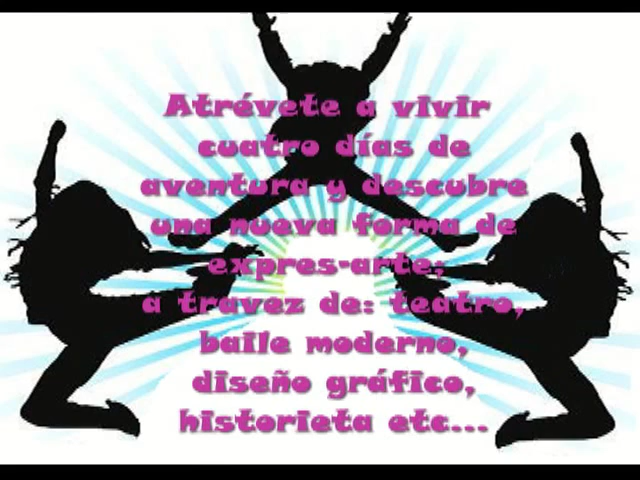 Atrévete a vivir
cuatro días de
aventura y descubre
una nueva forma de
expres-arte;
a travez de: teatro,
baile moderno,
diseño gráfico,
historieta etc...